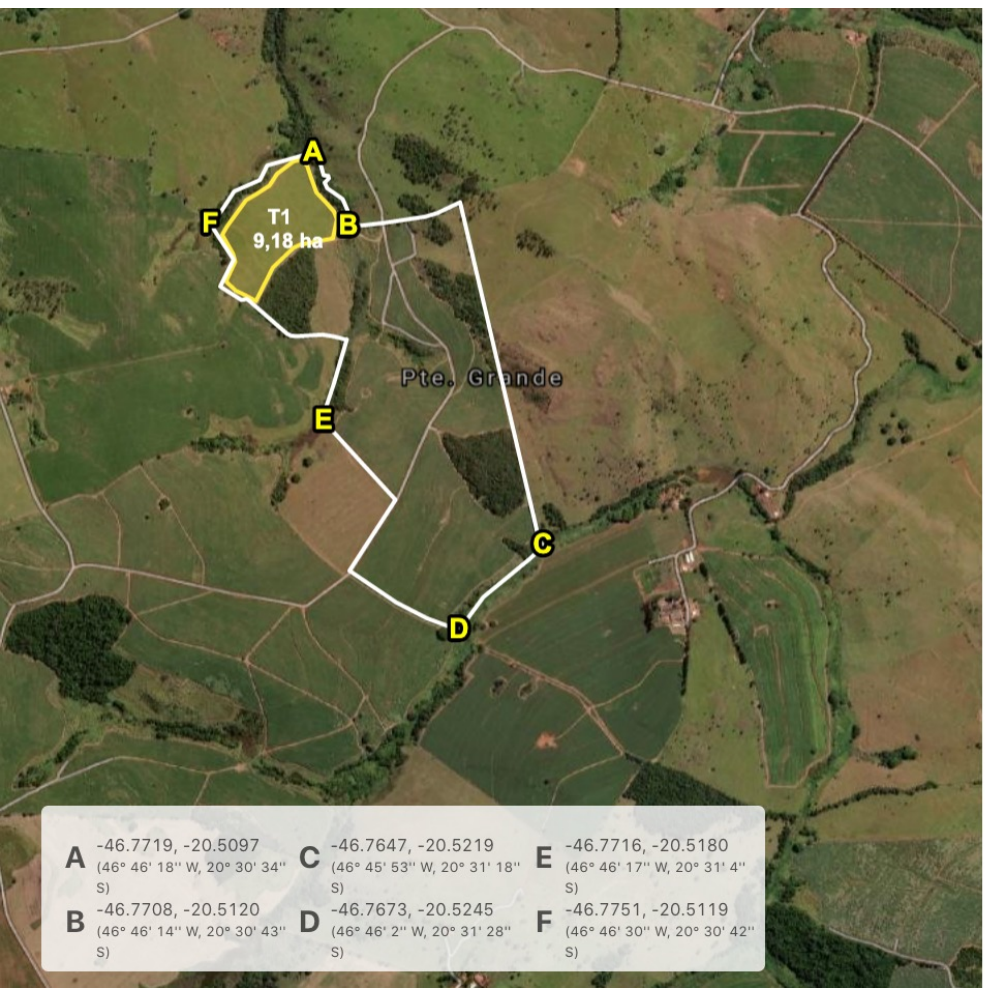 A
F
T1
B
9,18 ha
Pte. Grande
E
C
D
A -46.7719, -20.5097
(46° 46' 18'' W, 20° 30' 34''
S)
C -46.7647, -20.5219
(46° 45' 53'' W, 20° 31' 18''
S)
E -46.7716, -20.5180
(46° 46' 17'' W, 20° 31' 4''
S)
B -46.7708, -20.5120
(46° 46' 14'' W, 20° 30' 43''
S)
D -46.7673, -20.5245
(46° 46' 2'' W, 20° 31' 28''
S)
F -46.7751, -20.5119
(46° 46' 30'' W, 20° 30' 42''
S)